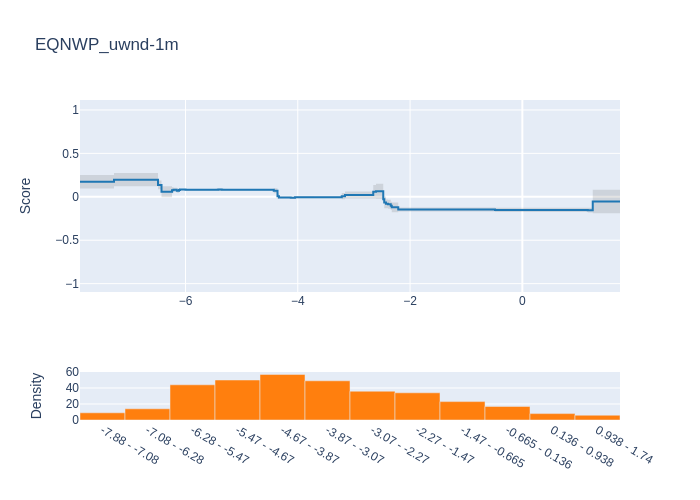 EQNWP_uwnd-1m
1
0.5
0
−0.5
−1
Score
−6
−4
−2
0
60
40
20
0
Density
-7.88 - -7.08
-7.08 - -6.28
-6.28 - -5.47
-5.47 - -4.67
-4.67 - -3.87
-3.87 - -3.07
-3.07 - -2.27
-2.27 - -1.47
-1.47 - -0.665
-0.665 - 0.136
0.136 - 0.938
0.938 - 1.74